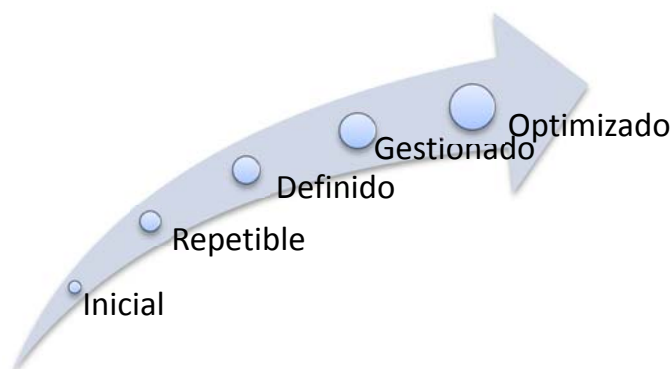 Optimizado
Gestionado
Definido
Repetible
Inicial